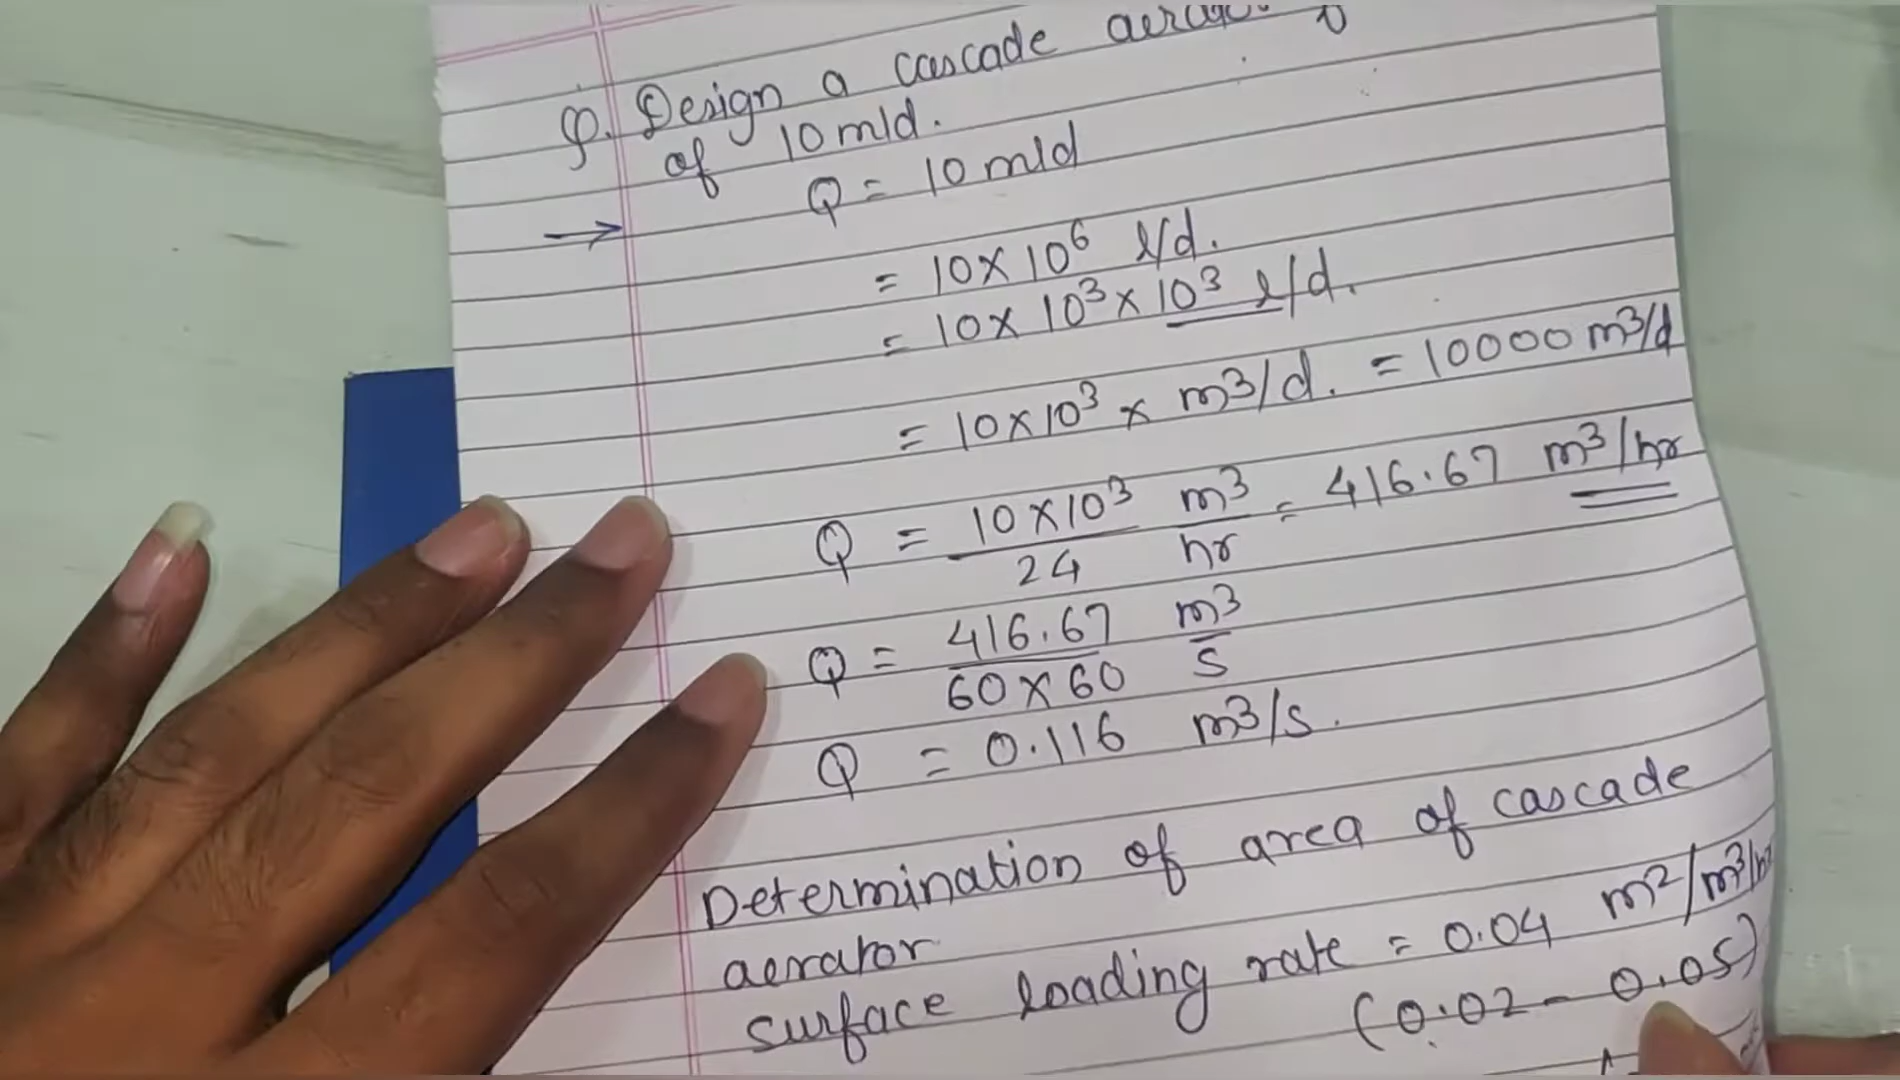 Q. Design a cascade
of 10 mld.
Q = 10 mld
= 10 × 10⁶ l/d.
= 10 × 10³ × 10³ l/d.
= 10 × 10³ × m³/d. = 10000 m³/d
Q = 10 × 10³ / 24 m³/hr = 416.67 m³/hr
Q = 416.67 / 60 × 60 m³/s
Q = 0.116 m³/s.
Determination of area of cascade
aerator
surface loading rate = 0.04 m²/m³/hr
(0.02 - 0.05)